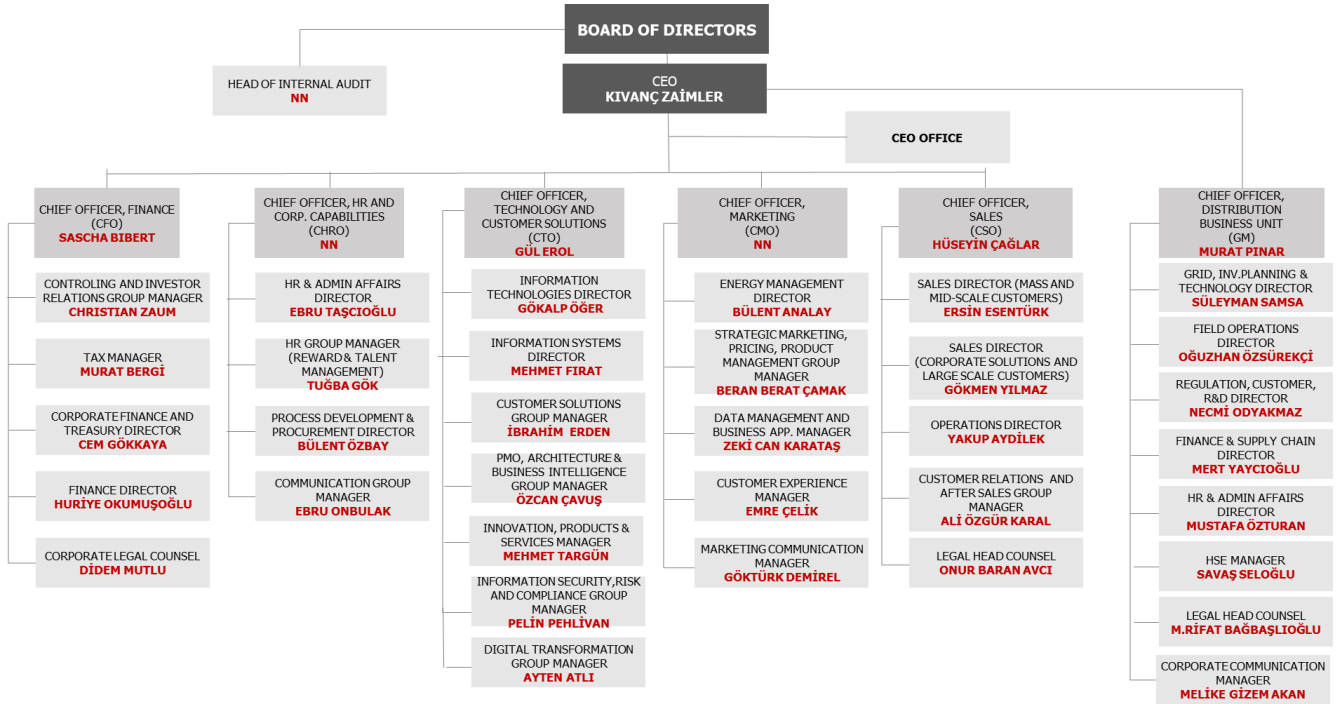 BOARD OF DIRECTORS
HEAD OF INTERNAL AUDIT
NN
CEO
KIVANÇ ZAİMLER
CEO OFFICE
CHIEF OFFICER, FINANCE
(CFO)
SASCHA BIBERT
CONTROLING AND INVESTOR
RELATIONS GROUP MANAGER
CHRISTIAN ZAUM
TAX MANAGER
MURAT BERGİ
CORPORATE FINANCE AND
TREASURY DIRECTOR
CEM GÖKKAYA
FINANCE DIRECTOR
HURİYE OKUMUŞOĞLU
CORPORATE LEGAL COUNSEL
DİDEM MUTLU
CHIEF OFFICER, HR AND
CORP. CAPABILITIES
(CHRO)
NN
HR & ADMIN AFFAIRS
DIRECTOR
EBRU TAŞCIOĞLU
HR GROUP MANAGER
(REWARD & TALENT
MANAGEMENT)
TUĞBA GÖK
PROCESS DEVELOPMENT &
PROCUREMENT DIRECTOR
BÜLENT ÖZBAY
COMMUNICATION GROUP
MANAGER
EBRU ONBULAK
CHIEF OFFICER,
TECHNOLOGY AND
CUSTOMER SOLUTIONS
(CTO)
GÜL EROL
INFORMATION
TECHNOLOGIES DIRECTOR
GÖKALP ÖĞER
INFORMATION SYSTEMS
DIRECTOR
MEHMET FIRAT
CUSTOMER SOLUTIONS
GROUP MANAGER
İBRAHİM ERDEN
PMO, ARCHITECTURE &
BUSINESS INTELLIGENCE
GROUP MANAGER
ÖZCAN ÇAVUŞ
INNOVATION, PRODUCTS &
SERVICES MANAGER
MEHMET TARGÜN
INFORMATION SECURITY,RISK
AND COMPLIANCE GROUP
MANAGER
PELİN PEHLİVAN
DIGITAL TRANSFORMATION
GROUP MANAGER
AYTEN ATLI
CHIEF OFFICER,
MARKETING
(CMO)
NN
ENERGY MANAGEMENT
DIRECTOR
BÜLENT ANALAY
STRATEGIC MARKETING,
PRICING, PRODUCT
MANAGEMENT GROUP
MANAGER
BERAN BERAT ÇAMAK
DATA MANAGEMENT AND
BUSINESS APP. MANAGER
ZEKİ CAN KARATAŞ
CUSTOMER EXPERIENCE
MANAGER
EMRE ÇELİK
MARKETING COMMUNICATION
MANAGER
GÖKTÜRK DEMİREL
CHIEF OFFICER,
SALES
(CSO)
HÜSEYİN ÇAĞLAR
SALES DIRECTOR (MASS AND
MID-SCALE CUSTOMERS)
ERSİN ESENTÜRK
SALES DIRECTOR
(CORPORATE SOLUTIONS AND
LARGE SCALE CUSTOMERS)
GÖKMEN YILMAZ
OPERATIONS DIRECTOR
YAKUP AYDİLEK
CUSTOMER RELATIONS AND
AFTER SALES GROUP
MANAGER
ALİ ÖZGÜR KARAL
LEGAL HEAD COUNSEL
ONUR BARAN AVCI
CHIEF OFFICER,
DISTRIBUTION
BUSINESS UNIT
(GM)
MURAT PINAR
GRID, INV.PLANNING &
TECHNOLOGY DIRECTOR
SÜLEYMAN SAMSA
FIELD OPERATIONS
DIRECTOR
OĞUZHAN ÖZSÜREKÇİ
REGULATION, CUSTOMER,
R&D DIRECTOR
NECMİ ODYAKMAZ
FINANCE & SUPPLY CHAIN
DIRECTOR
MERT YAYCIOĞLU
HR & ADMIN AFFAIRS
DIRECTOR
MUSTAFA ÖZTURAN
HSE MANAGER
SAVAŞ SELOĞLU
LEGAL HEAD COUNSEL
M.RİFAT BAĞBAŞLIOĞLU
CORPORATE COMMUNICATION
MANAGER
MELİKE GİZEM AKAN